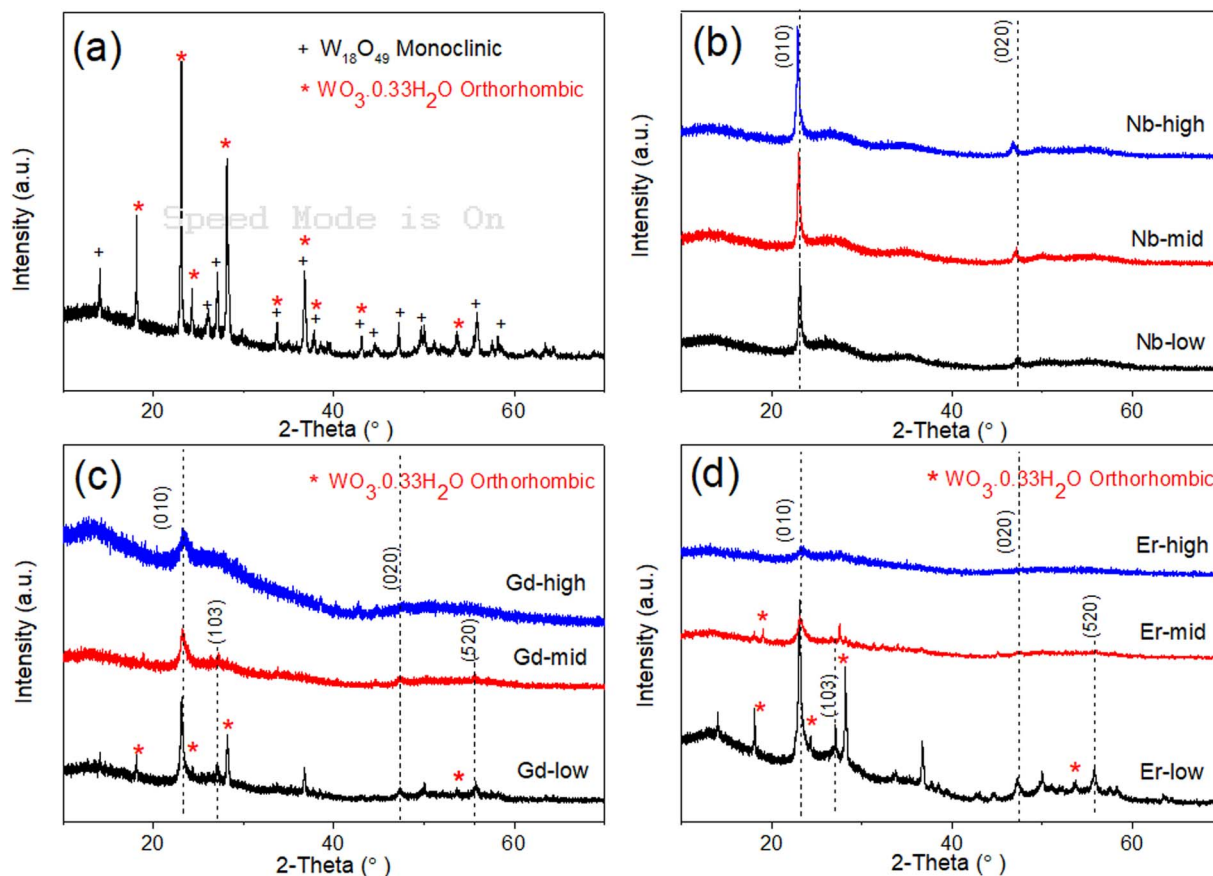 (a)
+ W18O49 Monoclinic
* WO3.0.33H2O Orthorhombic
Speed Mode is On
Intensity (a.u.)
20 40 60
2-Theta (° )
(b)
(010)
(020)
Nb-high
Nb-mid
Nb-low
Intensity (a.u.)
20 40 60
2-Theta (° )
(c)
* WO3.0.33H2O Orthorhombic
(010)
(103)
(020)
(520)
Gd-high
Gd-mid
Gd-low
Intensity (a.u.)
20 40 60
2-Theta (° )
(d)
* WO3.0.33H2O Orthorhombic
(010)
(103)
(020)
(520)
Er-high
Er-mid
Er-low
Intensity (a.u.)
20 40 60
2-Theta (° )